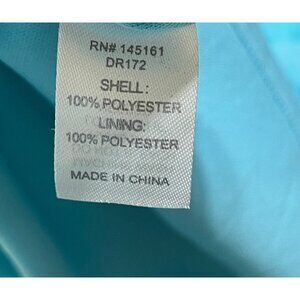 RN# 145161
DR172
SHELL:
100% POLYESTER
LINING:
100% POLYESTER
MADE IN CHINA